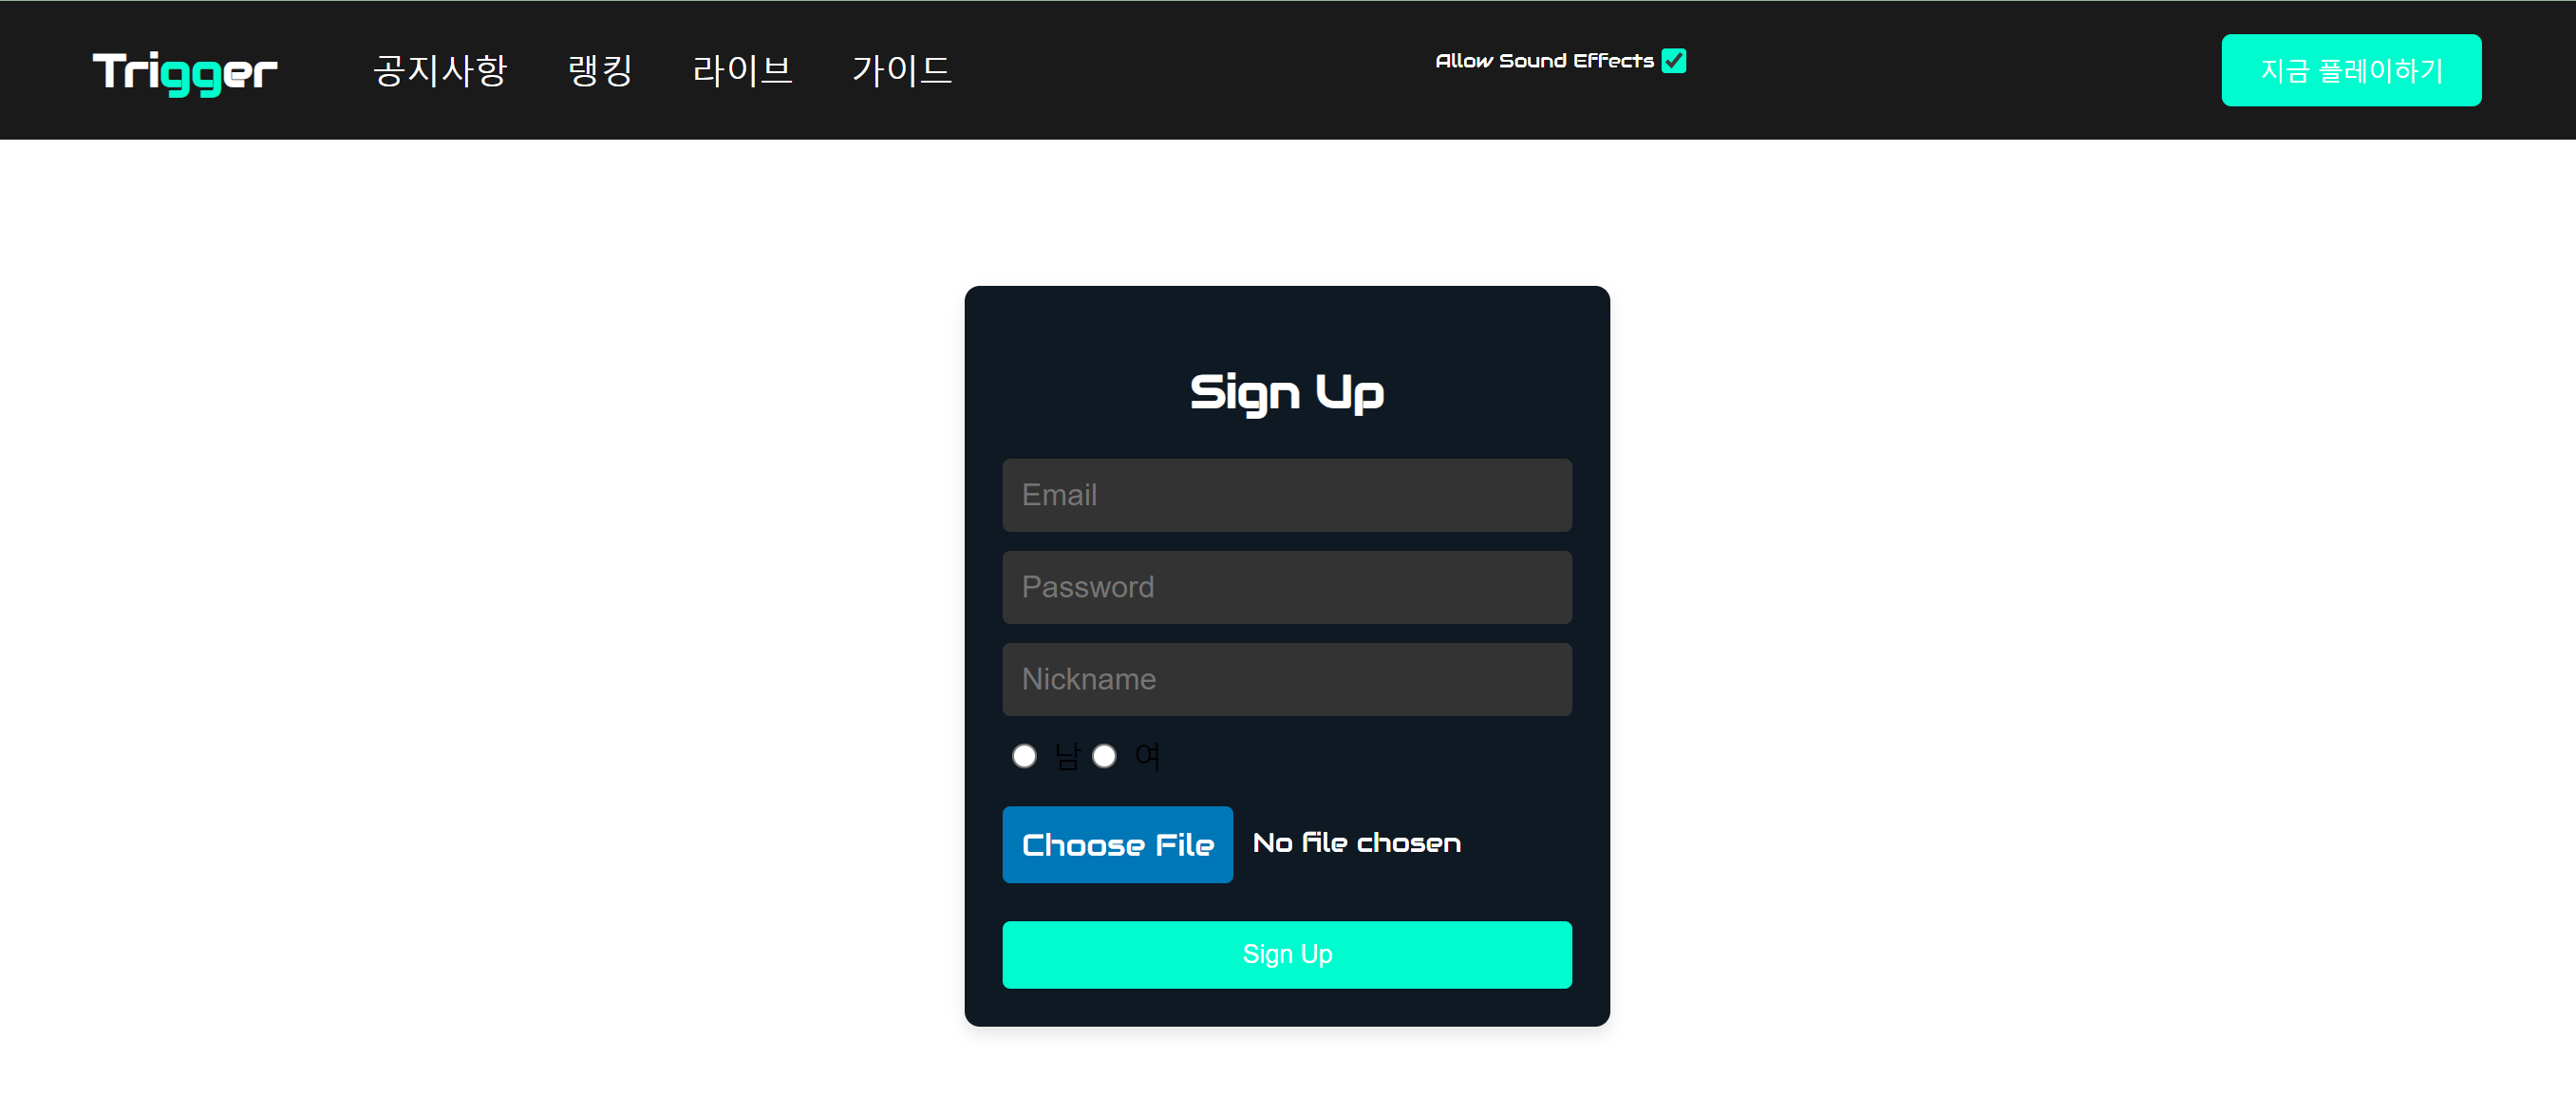 Trigger 공지사항 랭킹 라이브 가이드 Allow Sound Effects 지금 플레이하기
Sign Up
Email
Password
Nickname
남 여
Choose File No file chosen
Sign Up